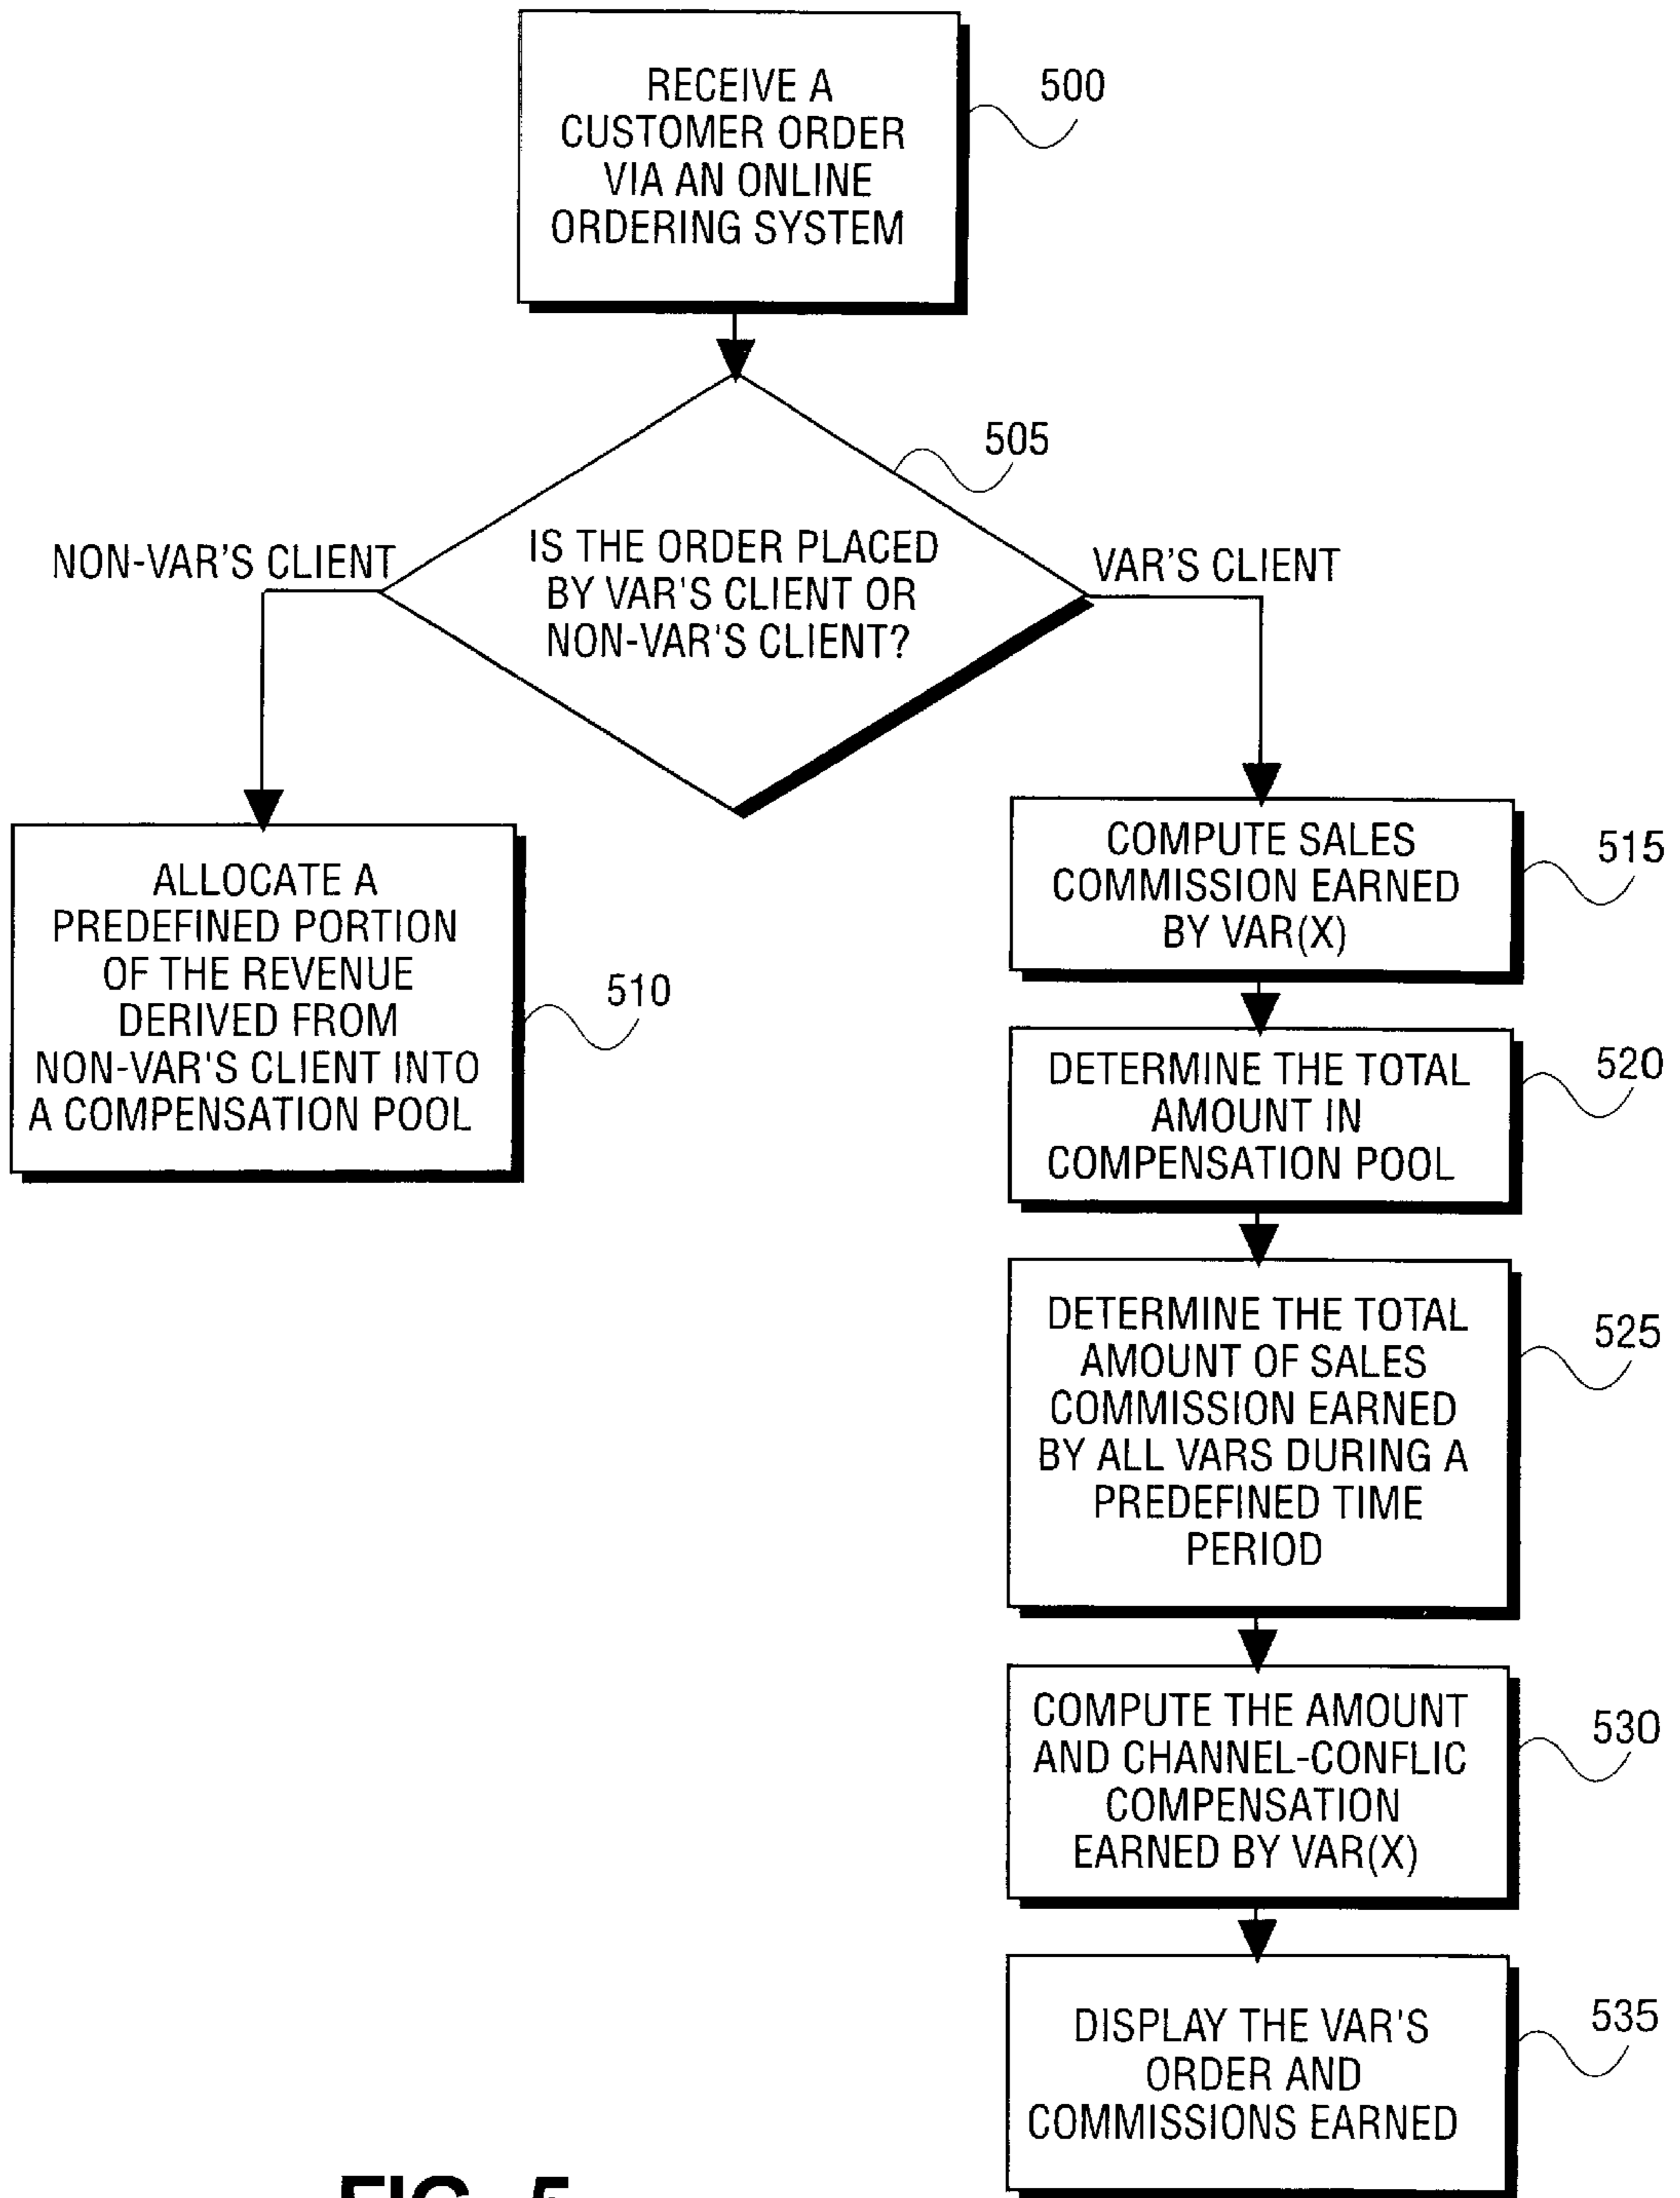 RECEIVE A
CUSTOMER ORDER
VIA AN ONLINE
ORDERING SYSTEM
500
505
IS THE ORDER PLACED
BY VAR'S CLIENT OR
NON-VAR'S CLIENT?
NON-VAR'S CLIENT
VAR'S CLIENT
ALLOCATE A
PREDEFINED PORTION
OF THE REVENUE
DERIVED FROM
NON-VAR'S CLIENT INTO
A COMPENSATION POOL
510
COMPUTE SALES
COMMISSION EARNED
BY VAR(X)
515
DETERMINE THE TOTAL
AMOUNT IN
COMPENSATION POOL
520
DETERMINE THE TOTAL
AMOUNT OF SALES
COMMISSION EARNED
BY ALL VARS DURING A
PREDEFINED TIME
PERIOD
525
COMPUTE THE AMOUNT
AND CHANNEL-CONFLIC
COMPENSATION
EARNED BY VAR(X)
530
DISPLAY THE VAR'S
ORDER AND
COMMISSIONS EARNED
535
FIG. 5